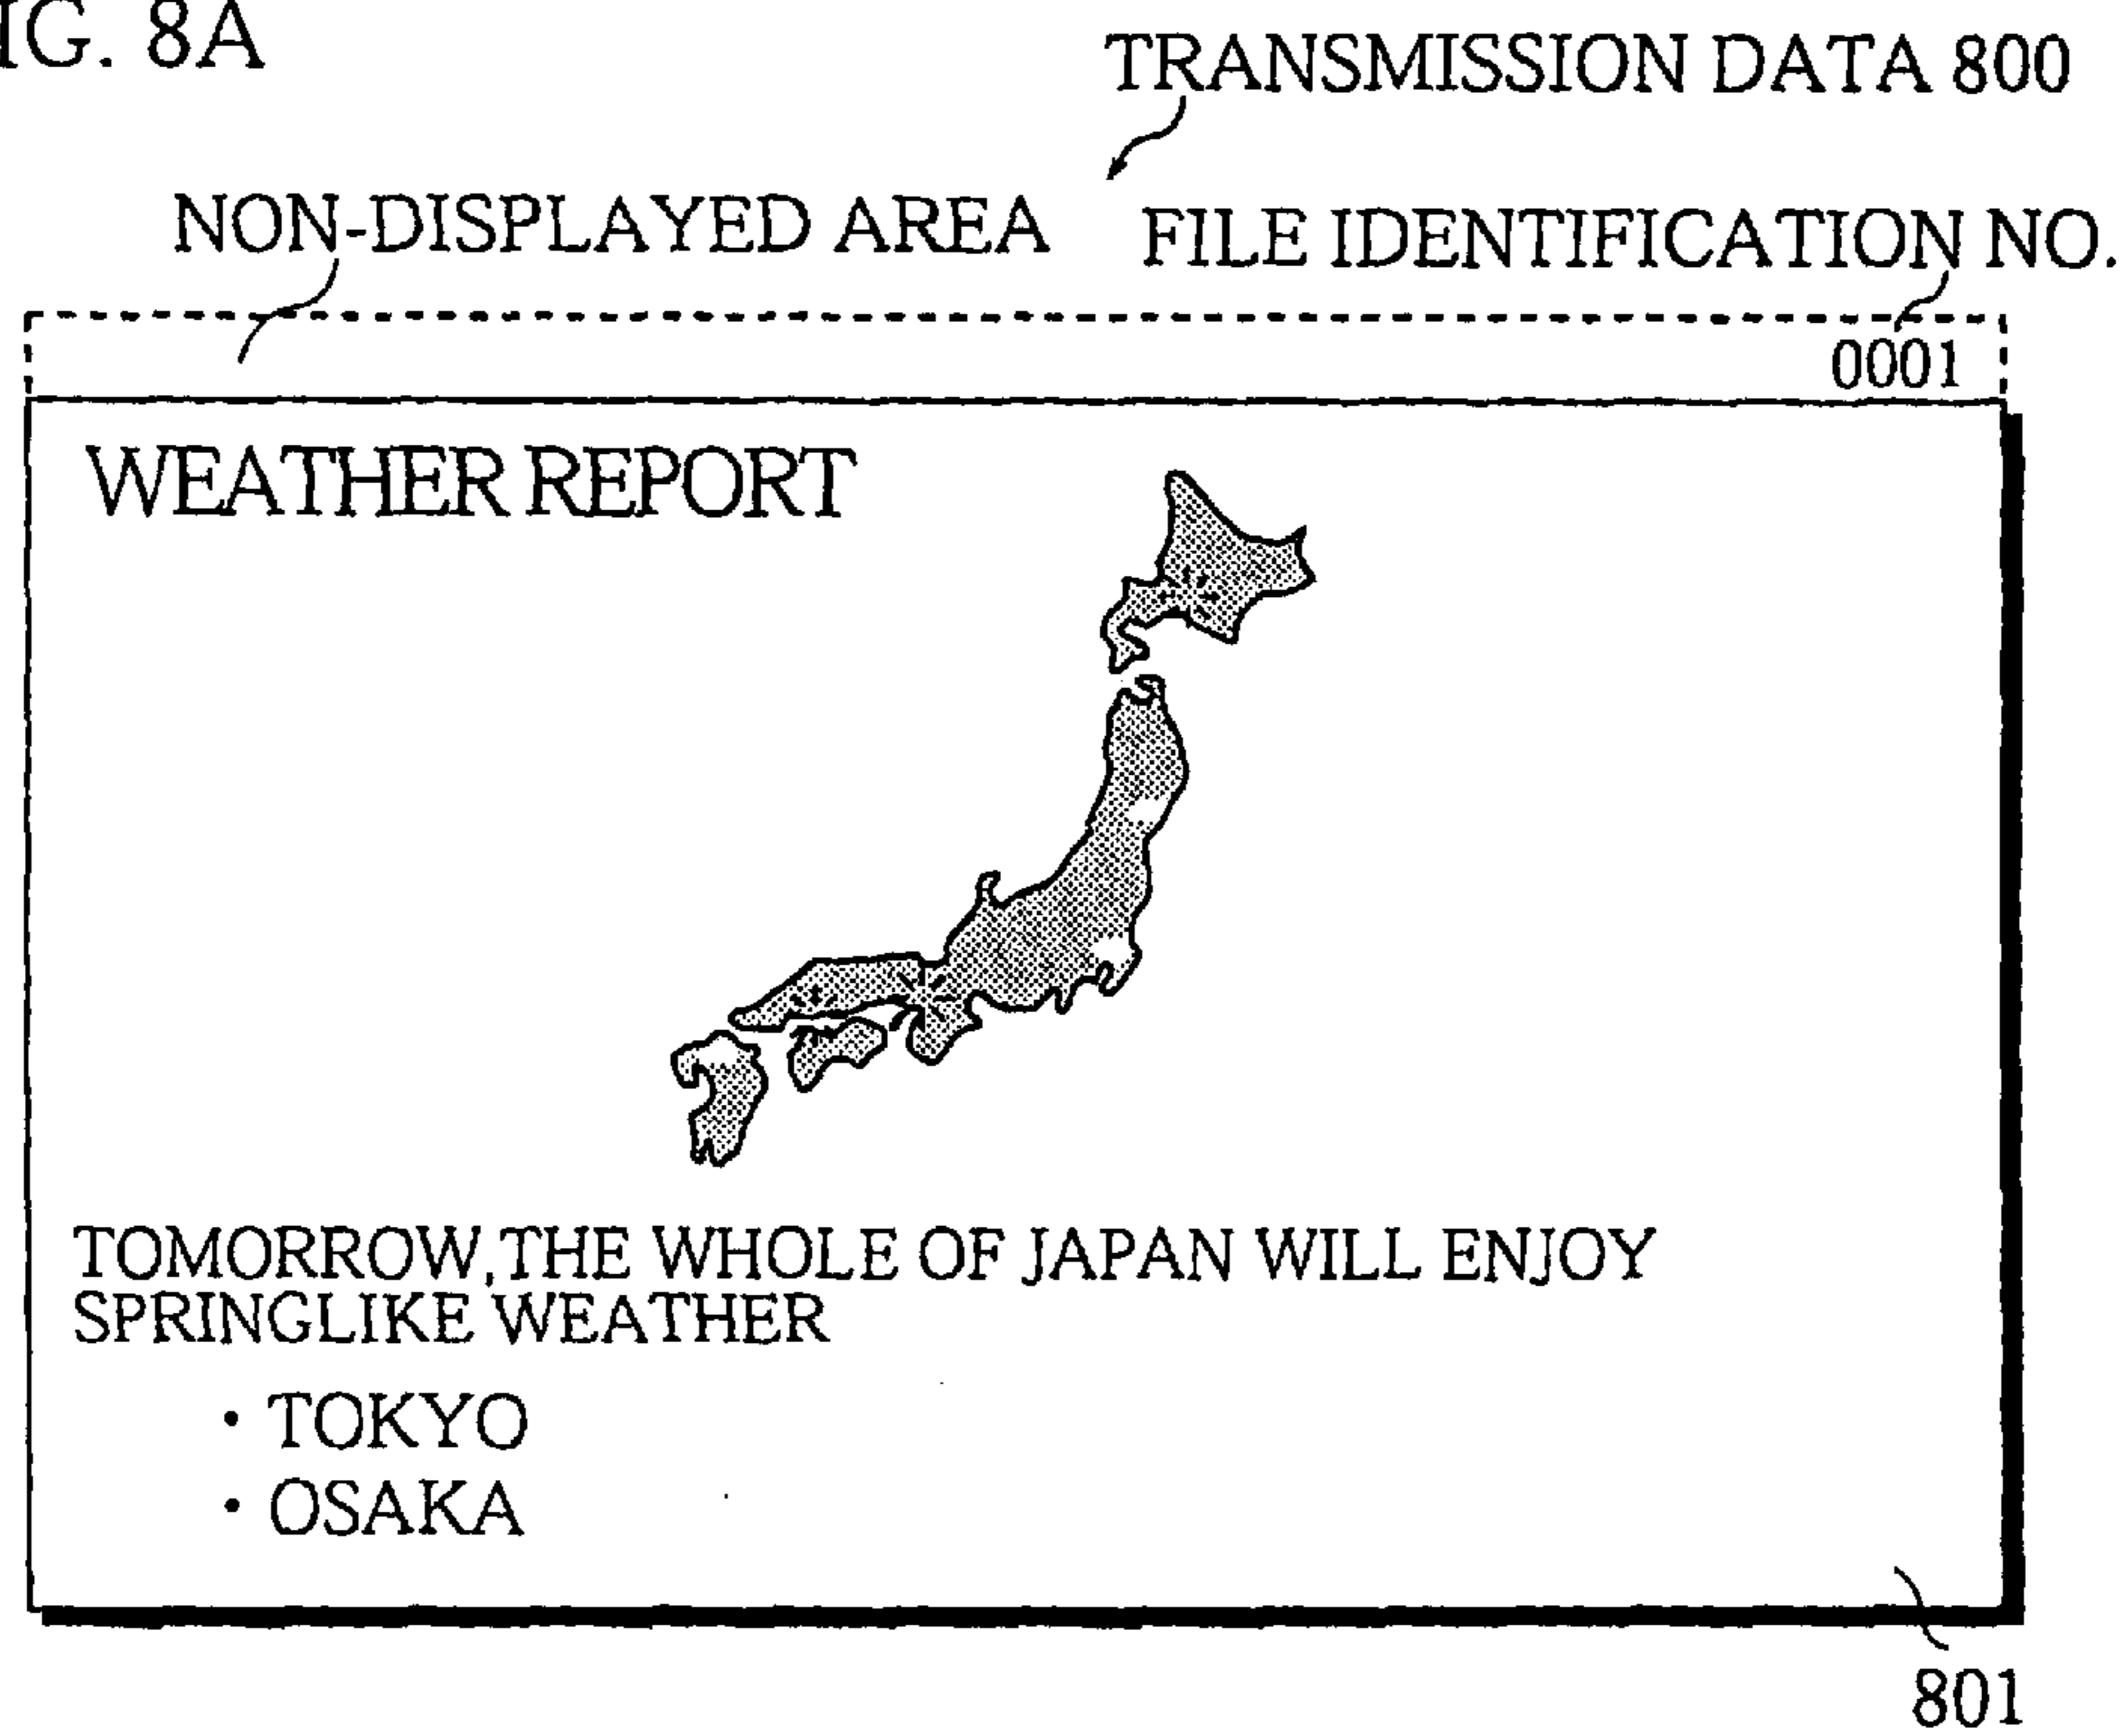 IG. 8A
TRANSMISSION DATA 800
NON-DISPLAYED AREA
FILE IDENTIFICATION NO.
0001
WEATHER REPORT
TOMORROW,THE WHOLE OF JAPAN WILL ENJOY
SPRINGLIKE WEATHER
・TOKYO
・OSAKA
801